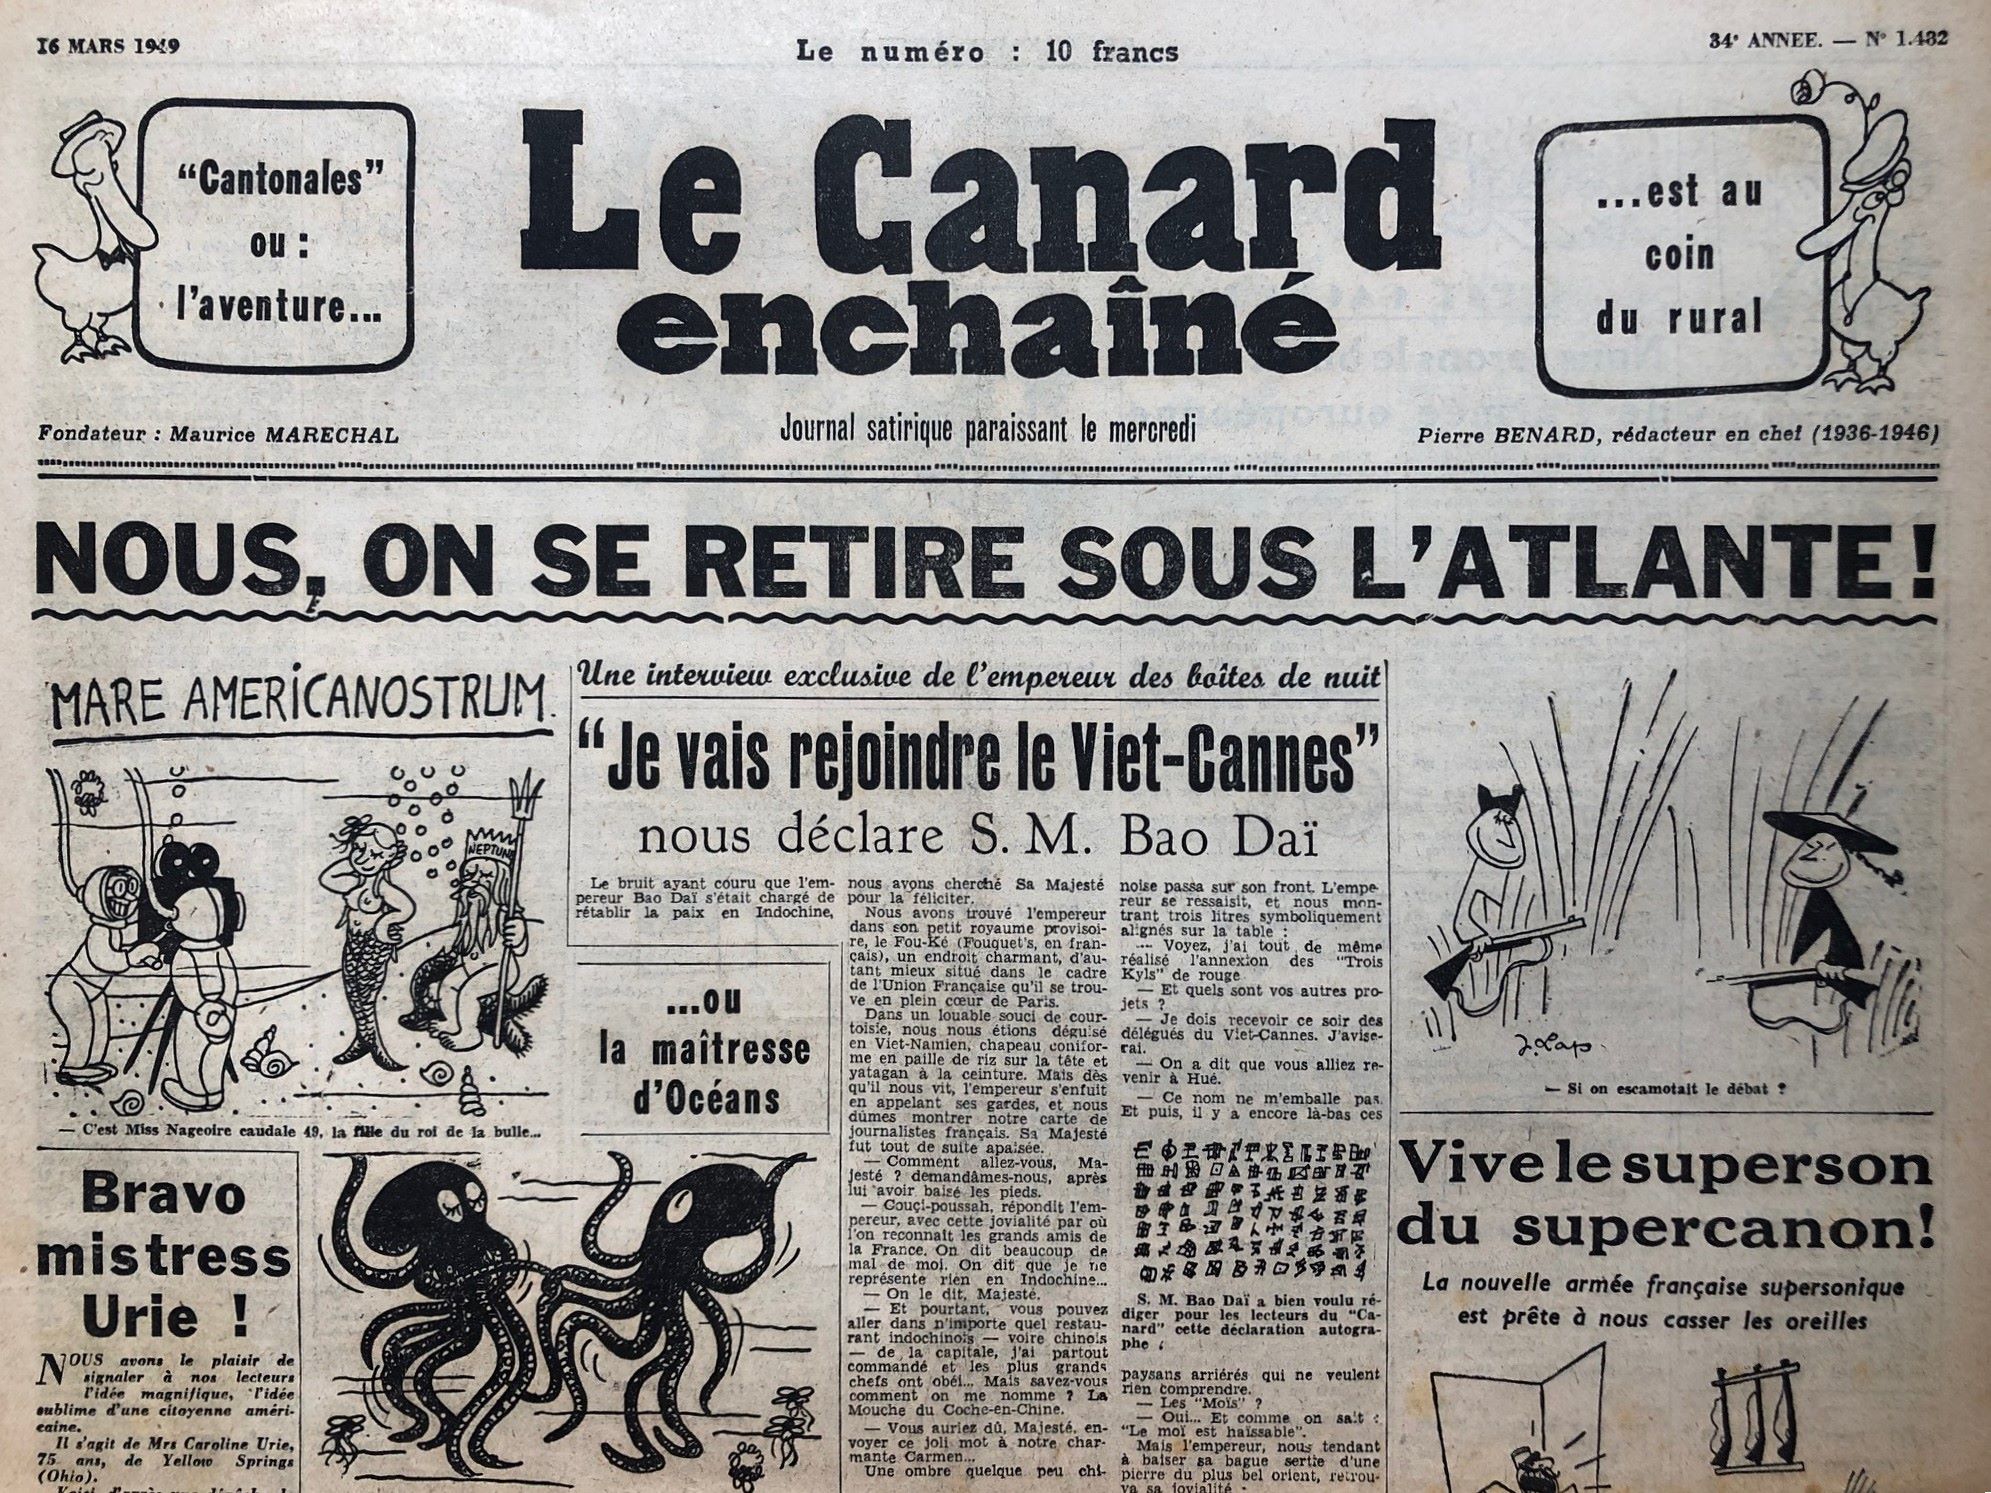 16 MARS 1949
Le numéro : 10 francs
34e ANNEE. — N° 1.482
“Cantonales”
ou :
l’aventure...
Le Canard
enchaîné
...est au
coin
du rural
Fondateur : Maurice MARECHAL
Journal satirique paraissant le mercredi
Pierre BENARD, rédacteur en chef (1936-1946)
NOUS, ON SE RETIRE SOUS L’ATLANTE !
MARE AMERICANOSTRUM.
NEPTUNE
— C'est Miss Nageoire caudale 49, la fille du roi de la bulle...
Bravo
mistress
Urie !
NOUS avons le plaisir de
signaler à nos lecteurs
l'idée magnifique, l'idée
sublime d'une citoyenne améri-
caine.
Il s'agit de Mrs Caroline Urie,
75 ans, de Yellow Springs
(Ohio).
Une interview exclusive de l'empereur des boîtes de nuit
“Je vais rejoindre le Viet-Cannes”
nous déclare S. M. Bao Daï
Le bruit ayant couru que l'em-
pereur Bao Daï s'était chargé de
rétablir la paix en Indochine,
...ou
la maîtresse
d'Océans
nous avons cherché Sa Majesté
pour la féliciter.
Nous avons trouvé l'empereur
dans son petit royaume provisoi-
re, le Fou-Ké (Fouquet's, en fran-
çais), un endroit charmant, d'au-
tant mieux situé dans le cadre
de l'Union Française qu'il se trou-
ve en plein cœur de Paris.
Dans un louable souci de cour-
toisie, nous nous étions déguisé
en Viet-Namien, chapeau conifor-
me en paille de riz sur la tête et
yatagan à la ceinture. Mais dès
qu'il nous vit, l'empereur s'enfuit
en appelant ses gardes, et nous
dûmes montrer notre carte de
journalistes français. Sa Majesté
fut tout de suite apaisée.
— Comment allez-vous, Ma-
jesté ? demandâmes-nous, après
lui avoir baisé les pieds.
— Couçi-poussah, répondit l'em-
pereur, avec cette jovialité par où
l'on reconnaît les grands amis de
la France. On dit beaucoup de
mal de moi. On dit que je ne
représente rien en Indochine...
— On le dit, Majesté.
— Et pourtant, vous pouvez
aller dans n'importe quel restau-
rant indochinois — voire chinois
— de la capitale, j'ai partout
commandé et les plus grands
chefs ont obéi... Mais savez-vous
comment on me nomme ? La
Mouche du Coche-en-Chine.
— Vous auriez dû, Majesté, en-
voyer ce joli mot à notre char-
mante Carmen...
Une ombre quelque peu chi-
noise passa sur son front. L'empe-
reur se ressaisit, et nous mon-
trant trois litres symboliquement
alignés sur la table :
— Voyez, j'ai tout de même
réalisé l'annexion des “Trois
Kyls” de rouge.
— Et quels sont vos autres pro-
jets ?
— Je dois recevoir ce soir des
délégués du Viet-Cannes. J'avise-
rai.
— On a dit que vous alliez re-
venir à Hué.
— Ce nom ne m'emballe pas.
Et puis, il y a encore là-bas ces
S. M. Bao Daï a bien voulu ré-
diger pour les lecteurs du “Ca-
nard” cette déclaration autogra-
phe :
paysans arriérés qui ne veulent
rien comprendre.
— Les “Moïs” ?
— Oui... Et comme on sait :
“Le moï est haïssable”.
Mais l'empereur, nous tendant
à baiser sa bague sertie d'une
pierre du plus bel orient, retrou-
va sa jovialité :
J. Lap.
— Si on escamotait le débat ?
Vive le superson
du supercanon!
La nouvelle armée française supersonique
est prête à nous casser les oreilles